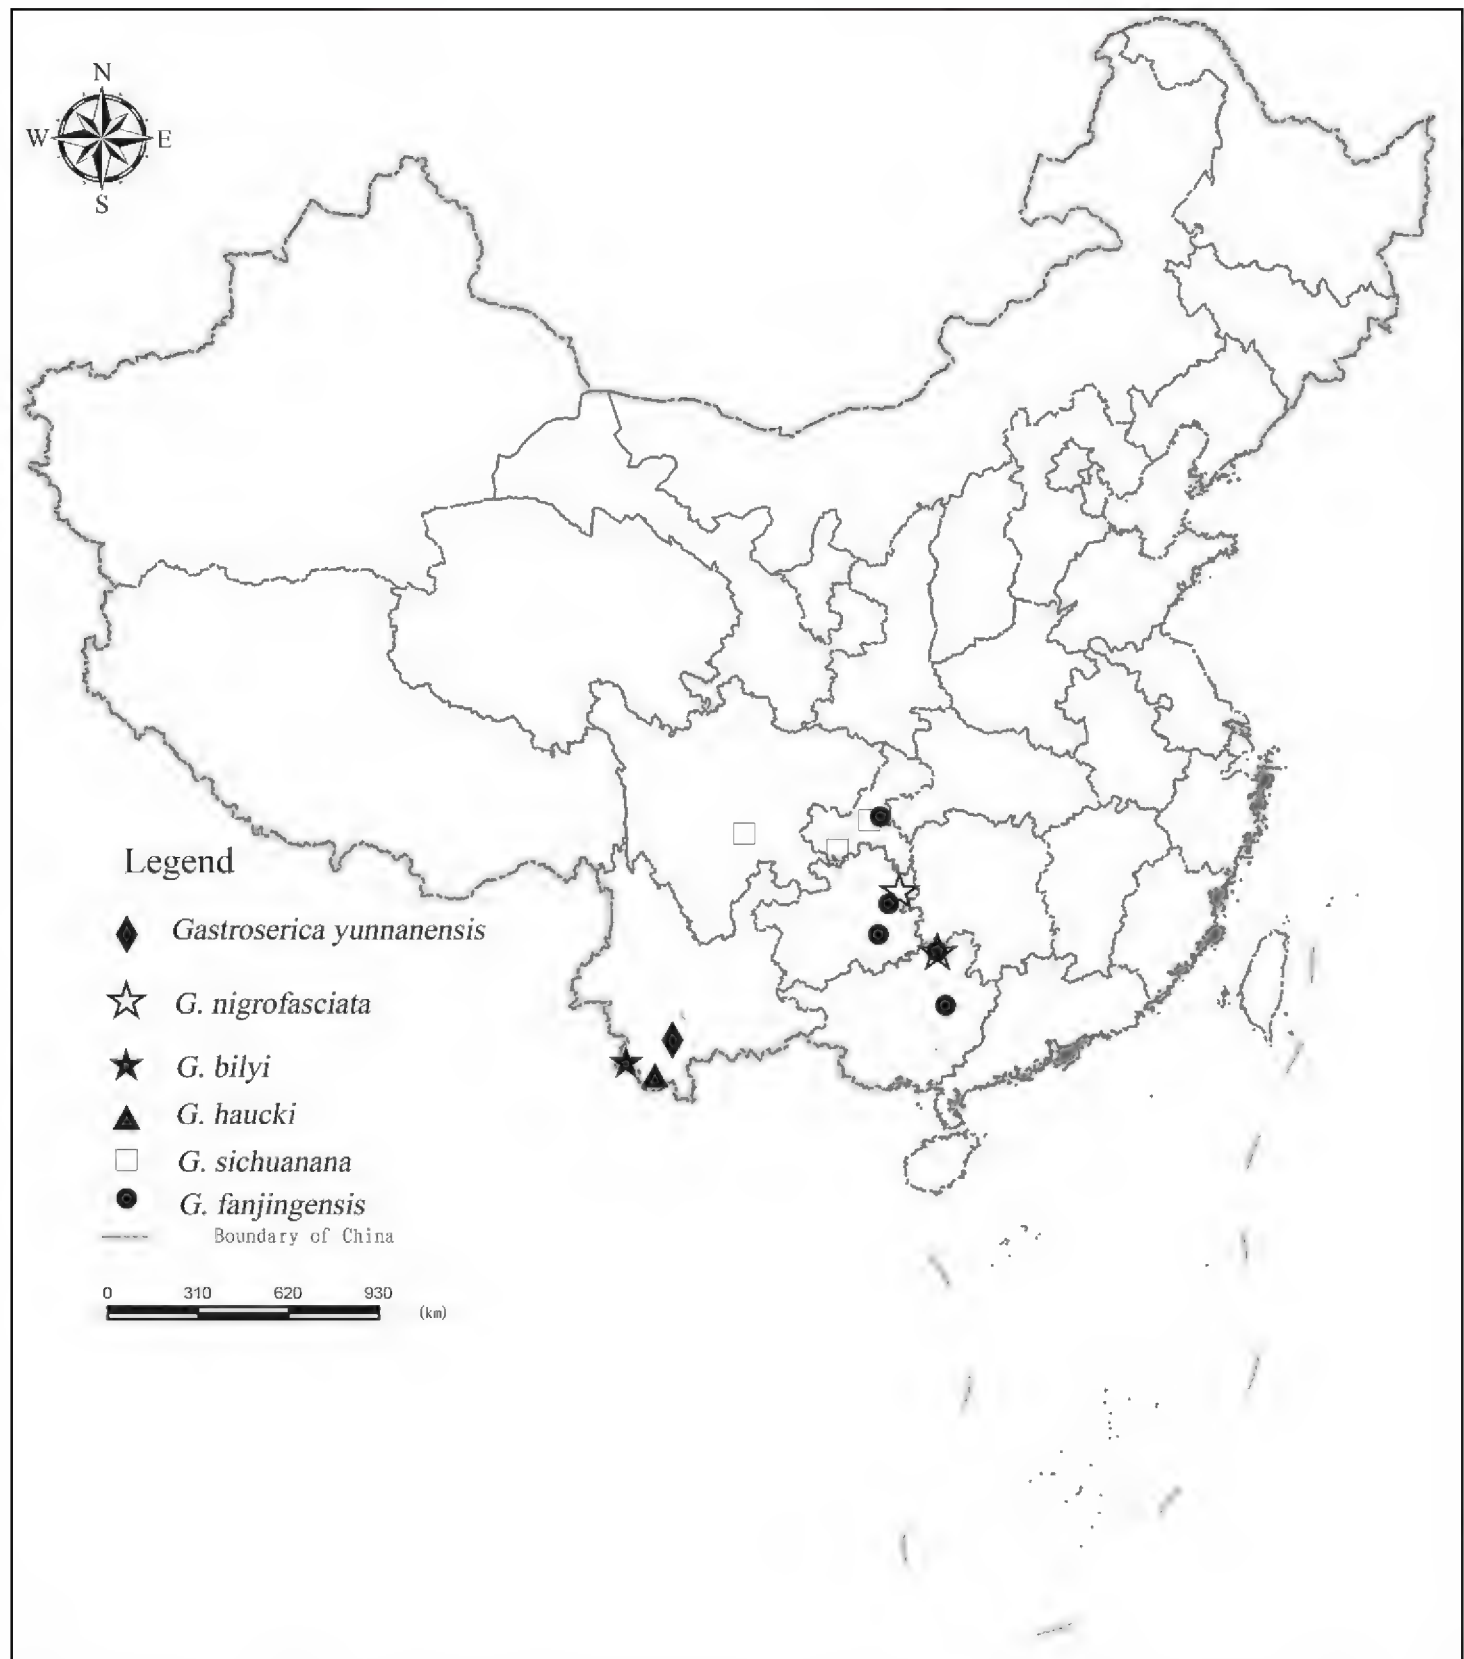 N
W E
S
Legend
Gastroserica yunnanensis
G. nigrofasciata
G. bilyi
G. haucki
G. sichuanana
G. fanjingensis
Boundary of China
0 310 620 930
(km)